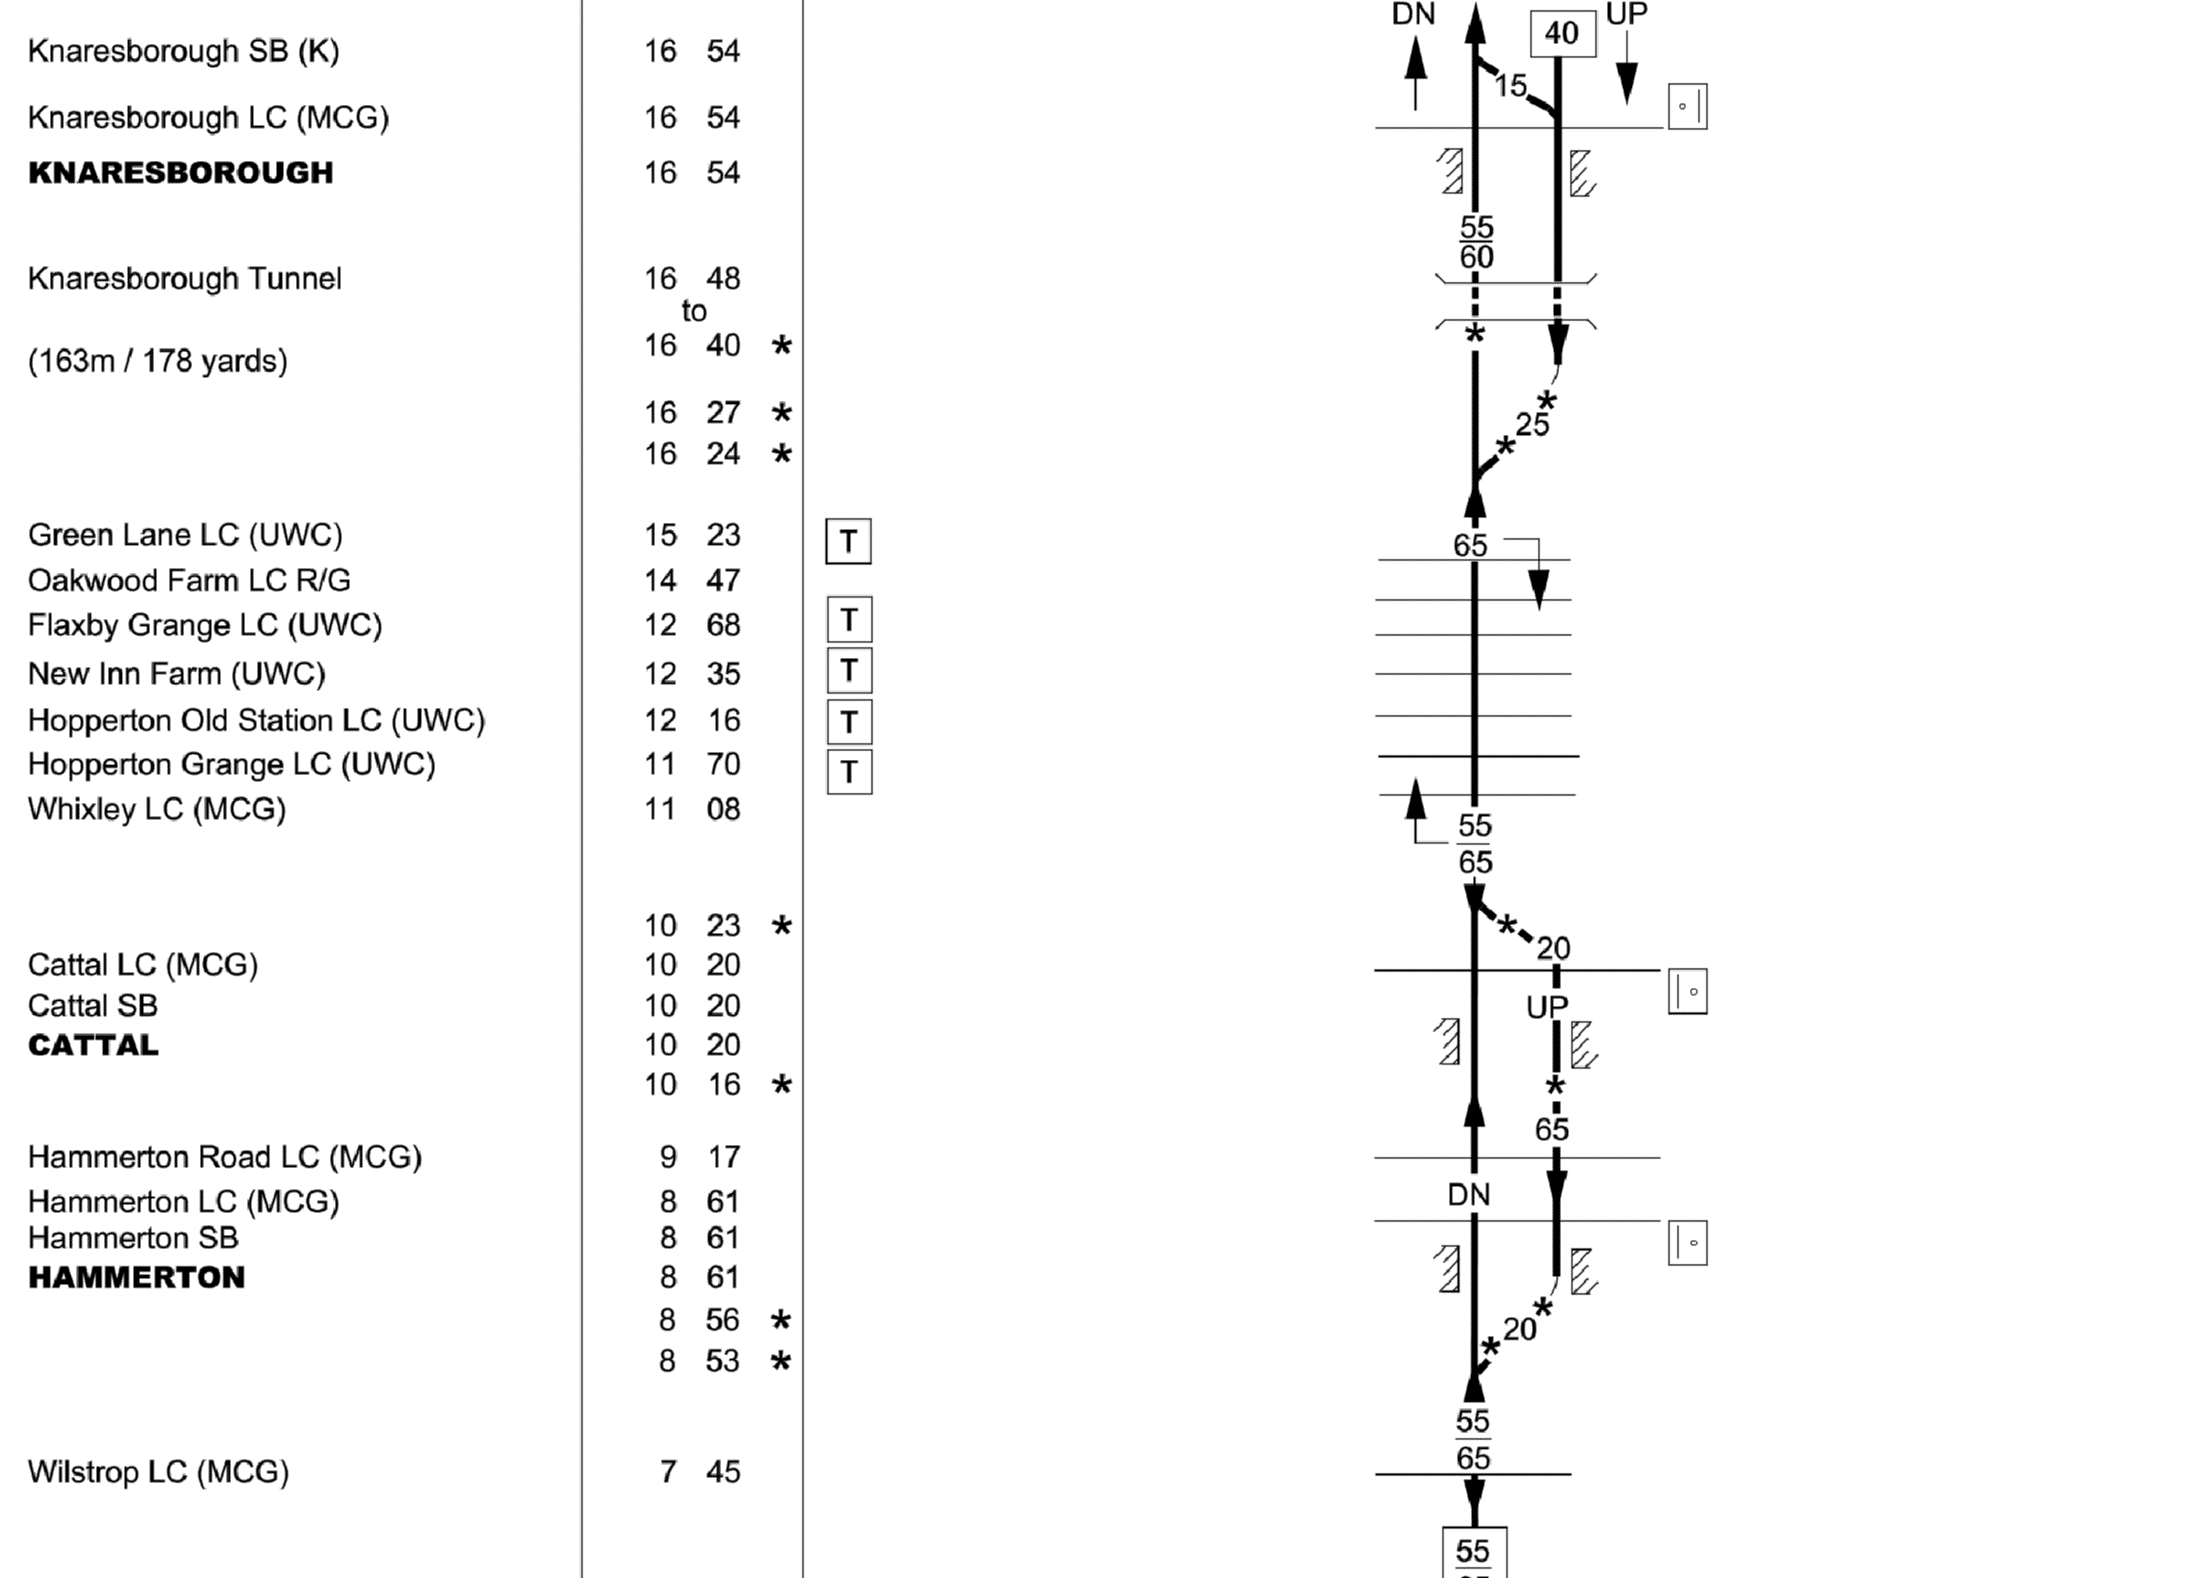 DN 40 UP
Knaresborough SB (K) 16 54
15
Knaresborough LC (MCG) 16 54
KNARESBOROUGH 16 54
55
60
Knaresborough Tunnel 16 48
to
16 40 *
(163m / 178 yards)
16 27 *
25
16 24 *
Green Lane LC (UWC) 15 23 T
65
Oakwood Farm LC R/G 14 47
Flaxby Grange LC (UWC) 12 68 T
New Inn Farm (UWC) 12 35 T
Hopperton Old Station LC (UWC) 12 16 T
Hopperton Grange LC (UWC) 11 70 T
Whixley LC (MCG) 11 08
55
65
10 23 *
20
Cattal LC (MCG) 10 20
Cattal SB 10 20
UP
CATTAL 10 20
10 16 *
65
Hammerton Road LC (MCG) 9 17
Hammerton LC (MCG) 8 61
DN
Hammerton SB 8 61
HAMMERTON 8 61
8 56 *
20
8 53 *
55
65
Wilstrop LC (MCG) 7 45
55